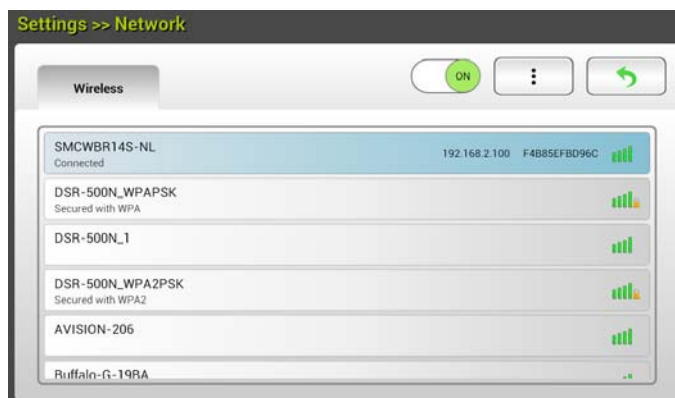 Settings >> Network
Wireless
ON
SMCWBR14S-NL
Connected
192.168.2.100 F4B85EFBD96C
DSR-500N_WPAPSK
Secured with WPA
DSR-500N_1
DSR-500N_WPA2PSK
Secured with WPA2
AVISION-206
Buffalo-G-19BA